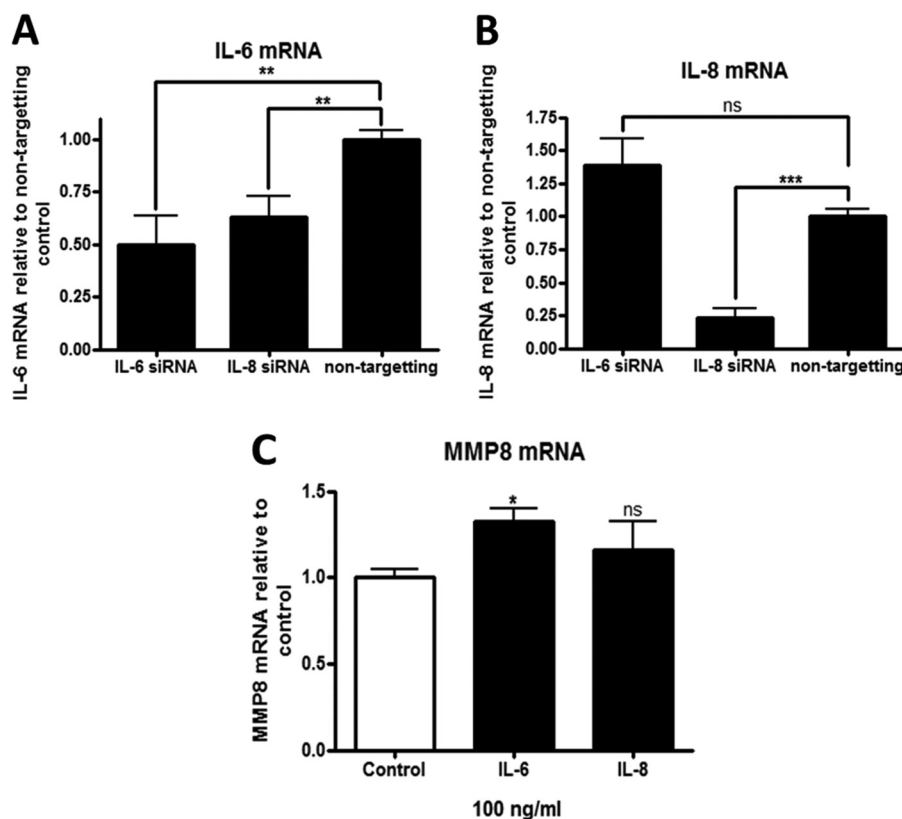 A
IL-6 mRNA
**
**
IL-6 mRNA relative to non-targetting
control
1.00
0.75
0.50
0.25
0.00
IL-6 siRNA IL-8 siRNA non-targetting
B
IL-8 mRNA
ns
***
IL-8 mRNA relative to non-targetting
control
1.75
1.50
1.25
1.00
0.75
0.50
0.25
0.00
IL-6 siRNA IL-8 siRNA non-targetting
C
MMP8 mRNA
*
ns
MMP8 mRNA relative to
control
1.5
1.0
0.5
0.0
Control IL-6 IL-8
100 ng/ml